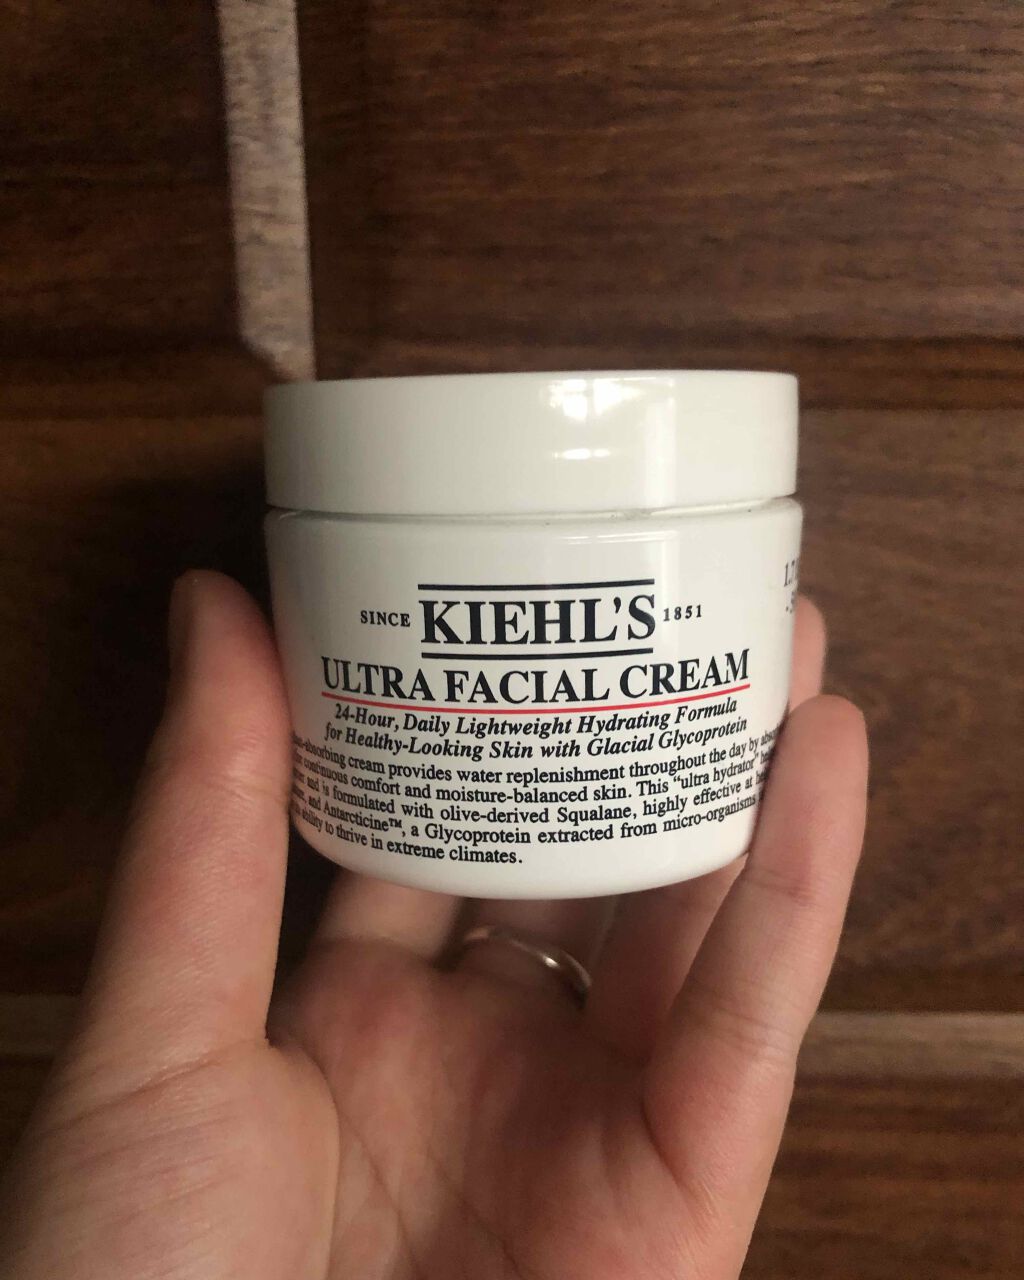 SINCE KIEHL'S 1851
ULTRA FACIAL CREAM
24-Hour, Daily Lightweight Hydrating Formula
for Healthy-Looking Skin with Glacial Glycoprotein
cream provides water replenishment throughout the day by
continuous comfort and moisture-balanced skin. This "ultra hydrator"
and is formulated with olive-derived Squalane, highly effective at
and Antarcticine™, a Glycoprotein extracted from micro-organisms
ability to thrive in extreme climates.